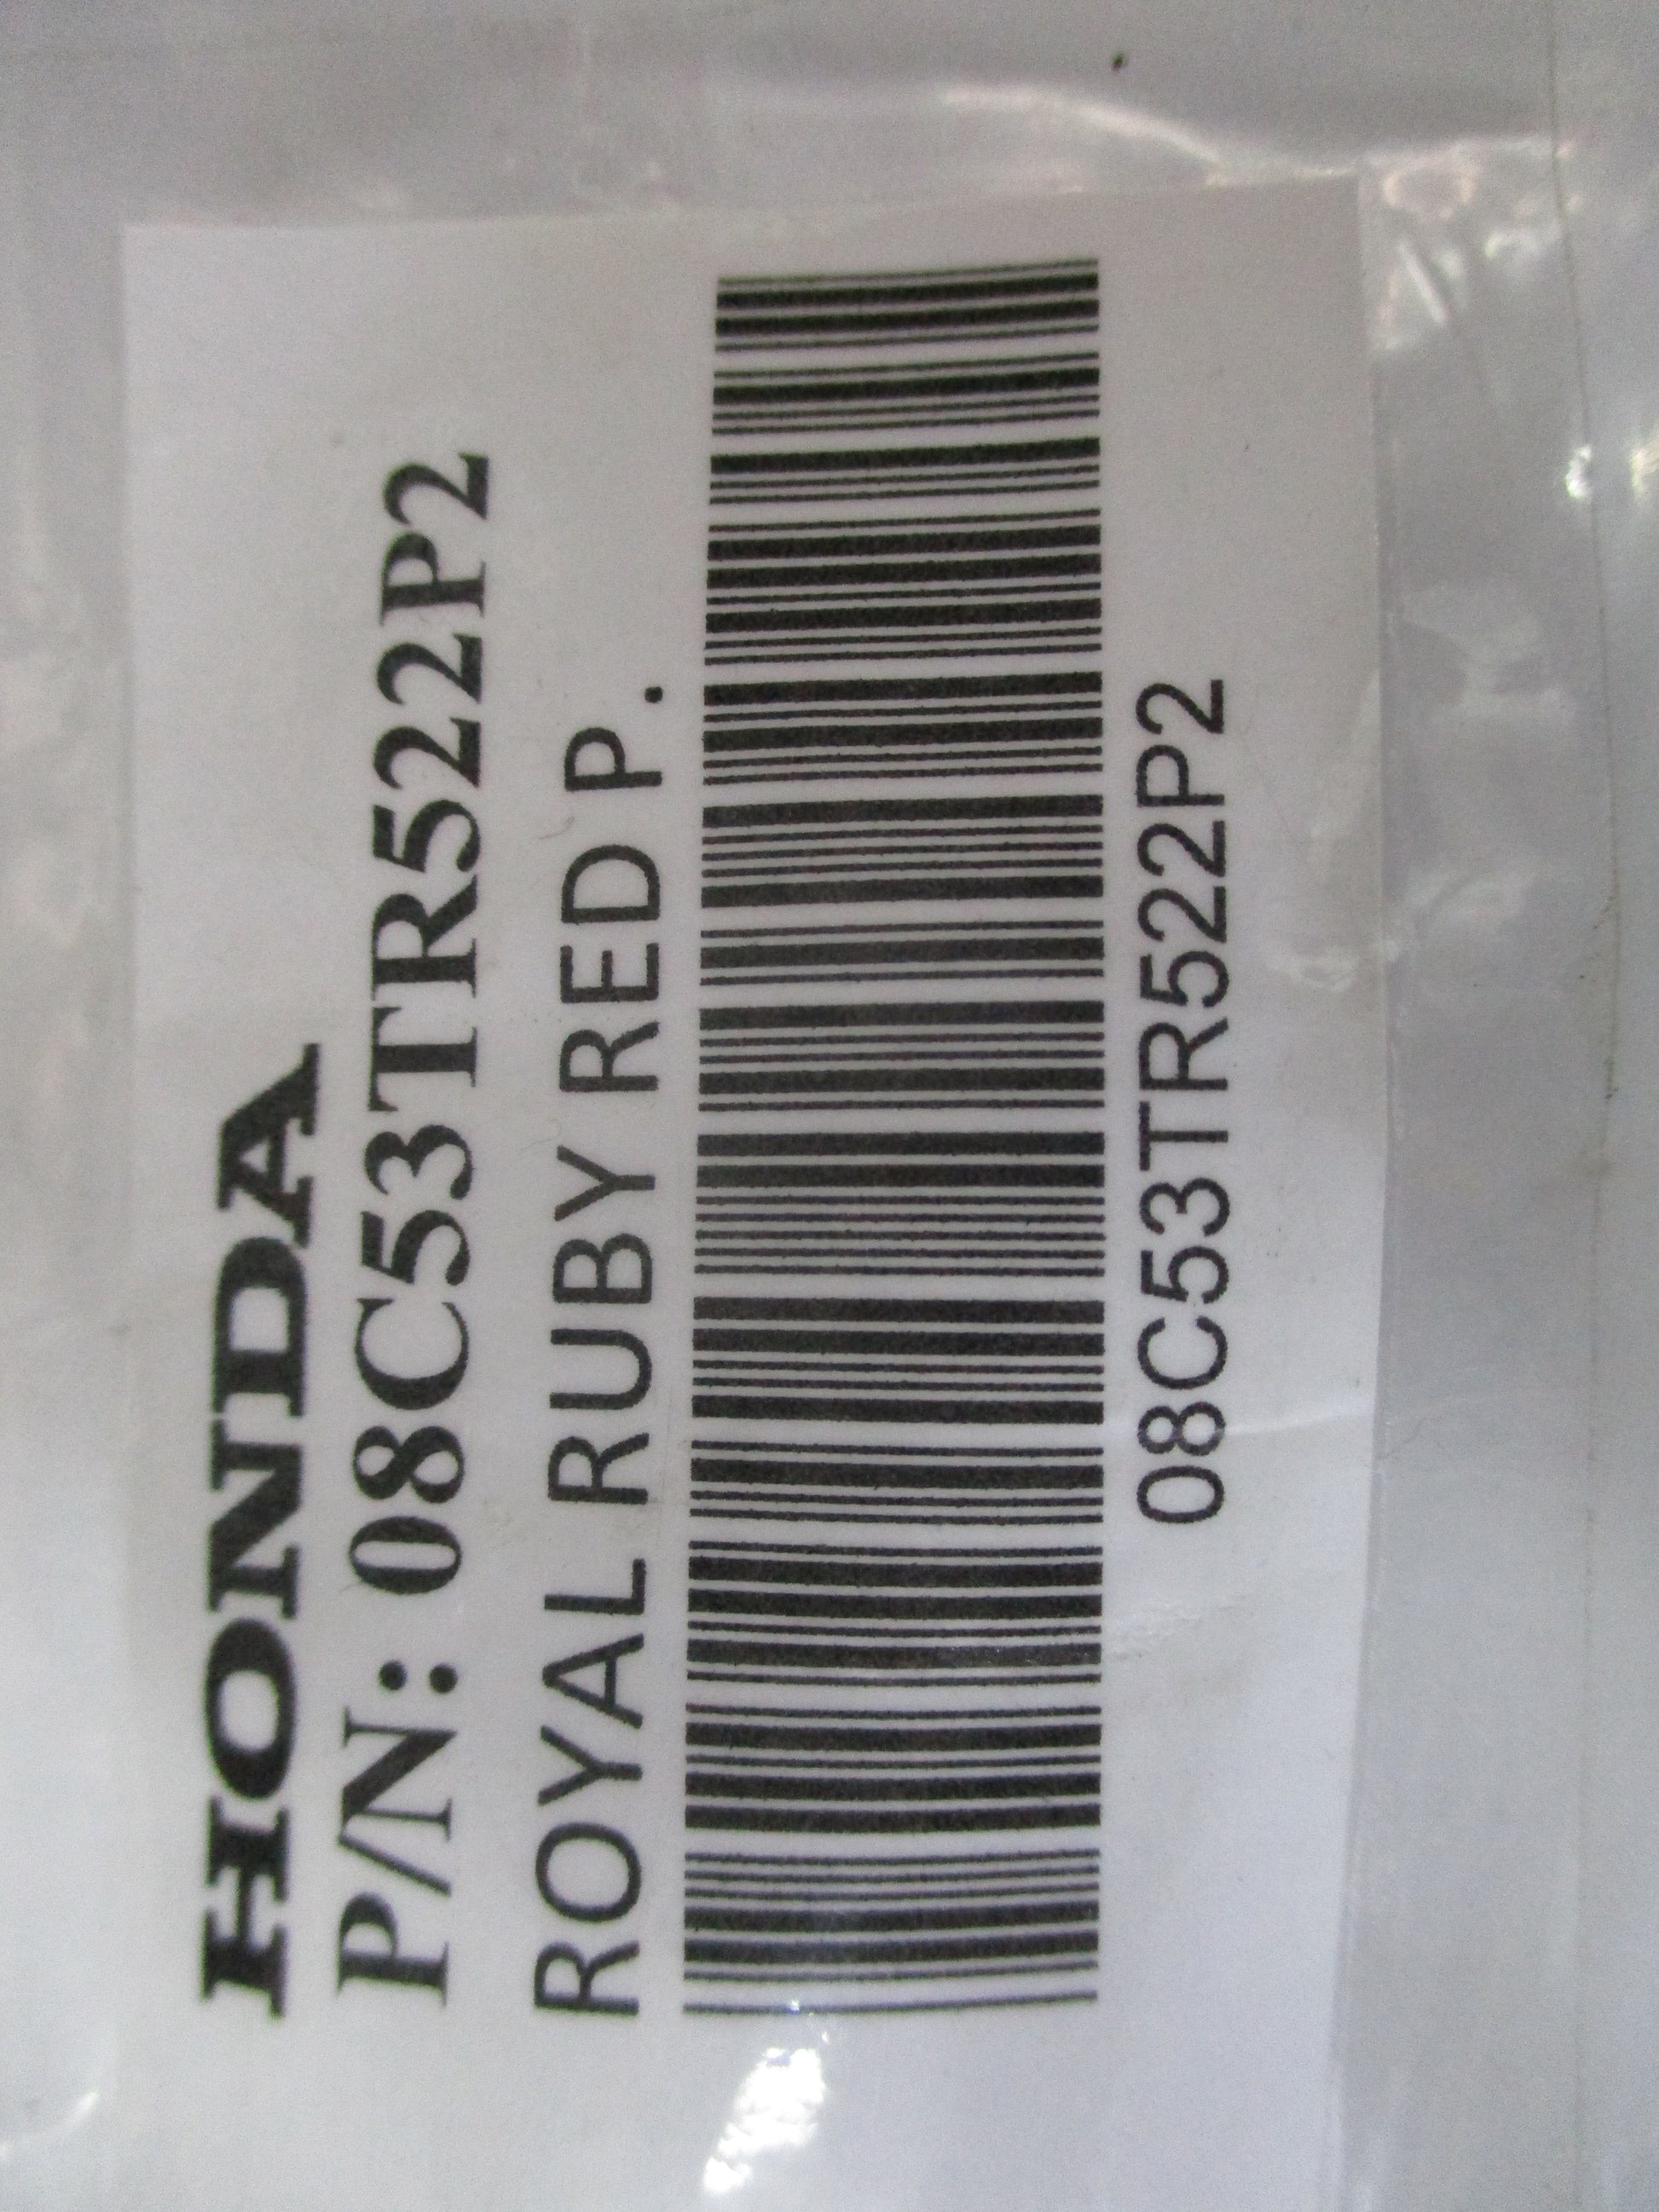 HONDA
P/N: 08C53TR522P2
ROYAL RUBY RED P.
08C53TR522P2